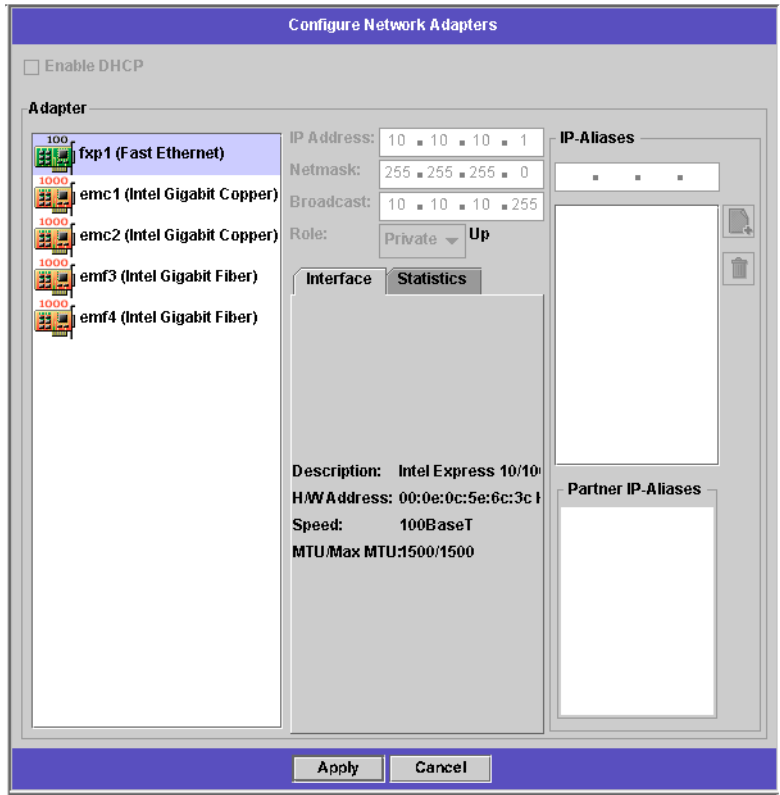 Configure Network Adapters
Enable DHCP
Adapter
100
fxp1 (Fast Ethernet)
1000
emc1 (Intel Gigabit Copper)
1000
emc2 (Intel Gigabit Copper)
1000
emf3 (Intel Gigabit Fiber)
1000
emf4 (Intel Gigabit Fiber)
IP Address: 10 . 10 . 10 . 1
Netmask: 255 . 255 . 255 . 0
Broadcast: 10 . 10 . 10 . 255
Role: Private Up
Interface Statistics
Description: Intel Express 10/10
H/W Address: 00:0e:0c:5e:6c:3c
Speed: 100BaseT
MTU/Max MTU: 1500/1500
IP-Aliases
. . .
Partner IP-Aliases
Apply Cancel